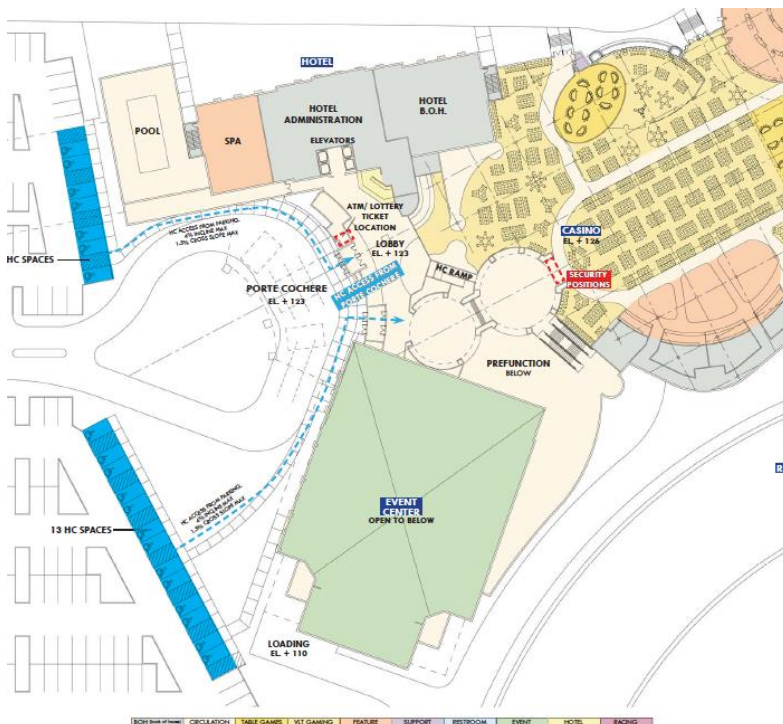 HOTEL
HOTEL
ADMINISTRATION
HOTEL
B.O.H.
POOL
SPA
ELEVATORS
ATM/ LOTTERY
TICKET
LOCATION
HC ACCESS FROM PARKING,
4% INCLINE MAX
1.5% CROSS SLOPE MAX
LOBBY
EL. + 123
CASINO
EL. + 126
HC SPACES
HC RAMP
SECURITY
POSITIONS
PORTE COCHERE
EL. + 123
HC ACCESS FROM
PORTE COCHERE
PREFUNCTION
BELOW
R
HC ACCESS FROM PARKING,
4% INCLINE MAX
1.5% CROSS SLOPE MAX
EVENT
CENTER
OPEN TO BELOW
13 HC SPACES
LOADING
EL. + 110
BOH (back of house) CIRCULATION TABLE GAMES VLT GAMING FEATURE SUPPORT RESTROOM EVENT HOTEL RACING